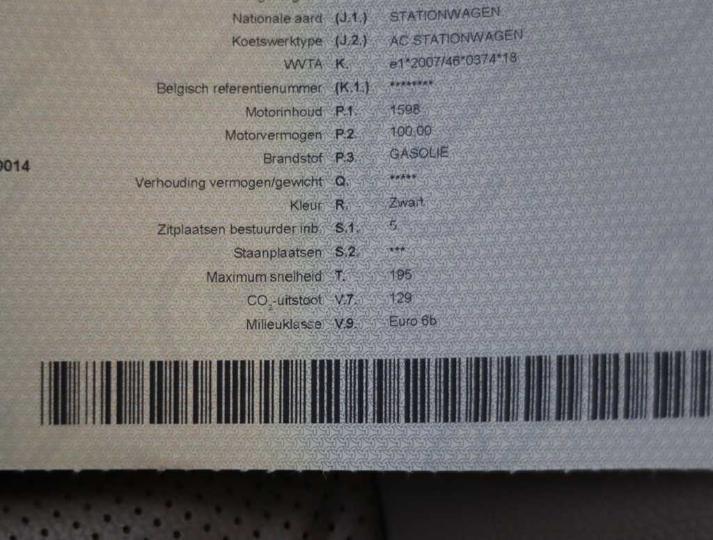 Nationale aard (J.1.) STATIONWAGEN
Koetswerktype (J.2.) AC STATIONWAGEN
WVTA K. e1*2007/46*0374*18
Belgisch referentienummer (K.1.) ********
Motorinhoud P.1. 1598
Motorvermogen P.2. 100,00
Brandstof P.3. GASOLIE
0014
Verhouding vermogen/gewicht Q. *****
Kleur R. Zwart
Zitplaatsen bestuurder inb. S.1. 5
Staanplaatsen S.2. ***
Maximum snelheid T. 195
CO2-uitstoot V.7. 129
Milieuklasse V.9. Euro 6b